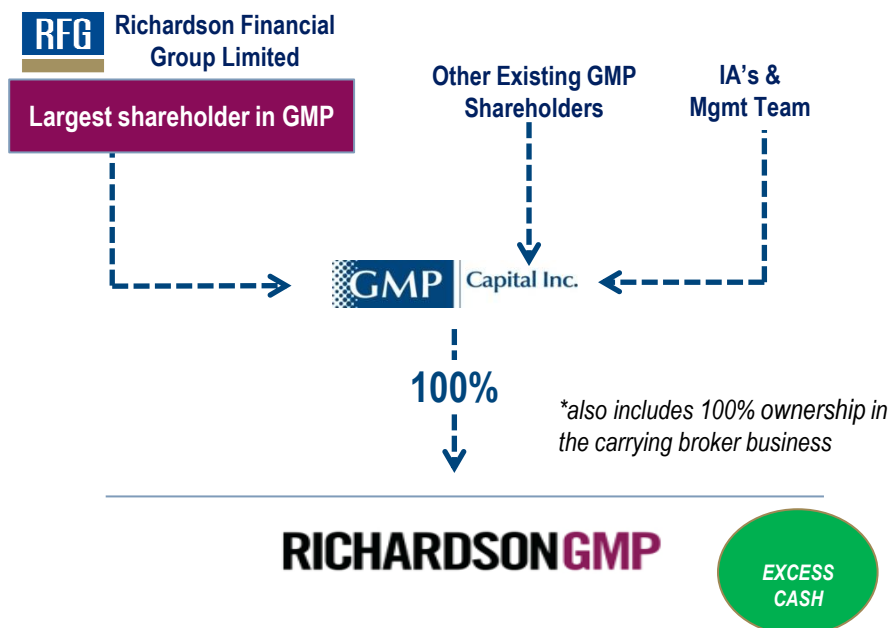 RFG
Richardson Financial
Group Limited
Largest shareholder in GMP
Other Existing GMP
Shareholders
IA's &
Mgmt Team
GMP Capital Inc.
100%
*also includes 100% ownership in
the carrying broker business
RICHARDSONGMP
EXCESS
CASH